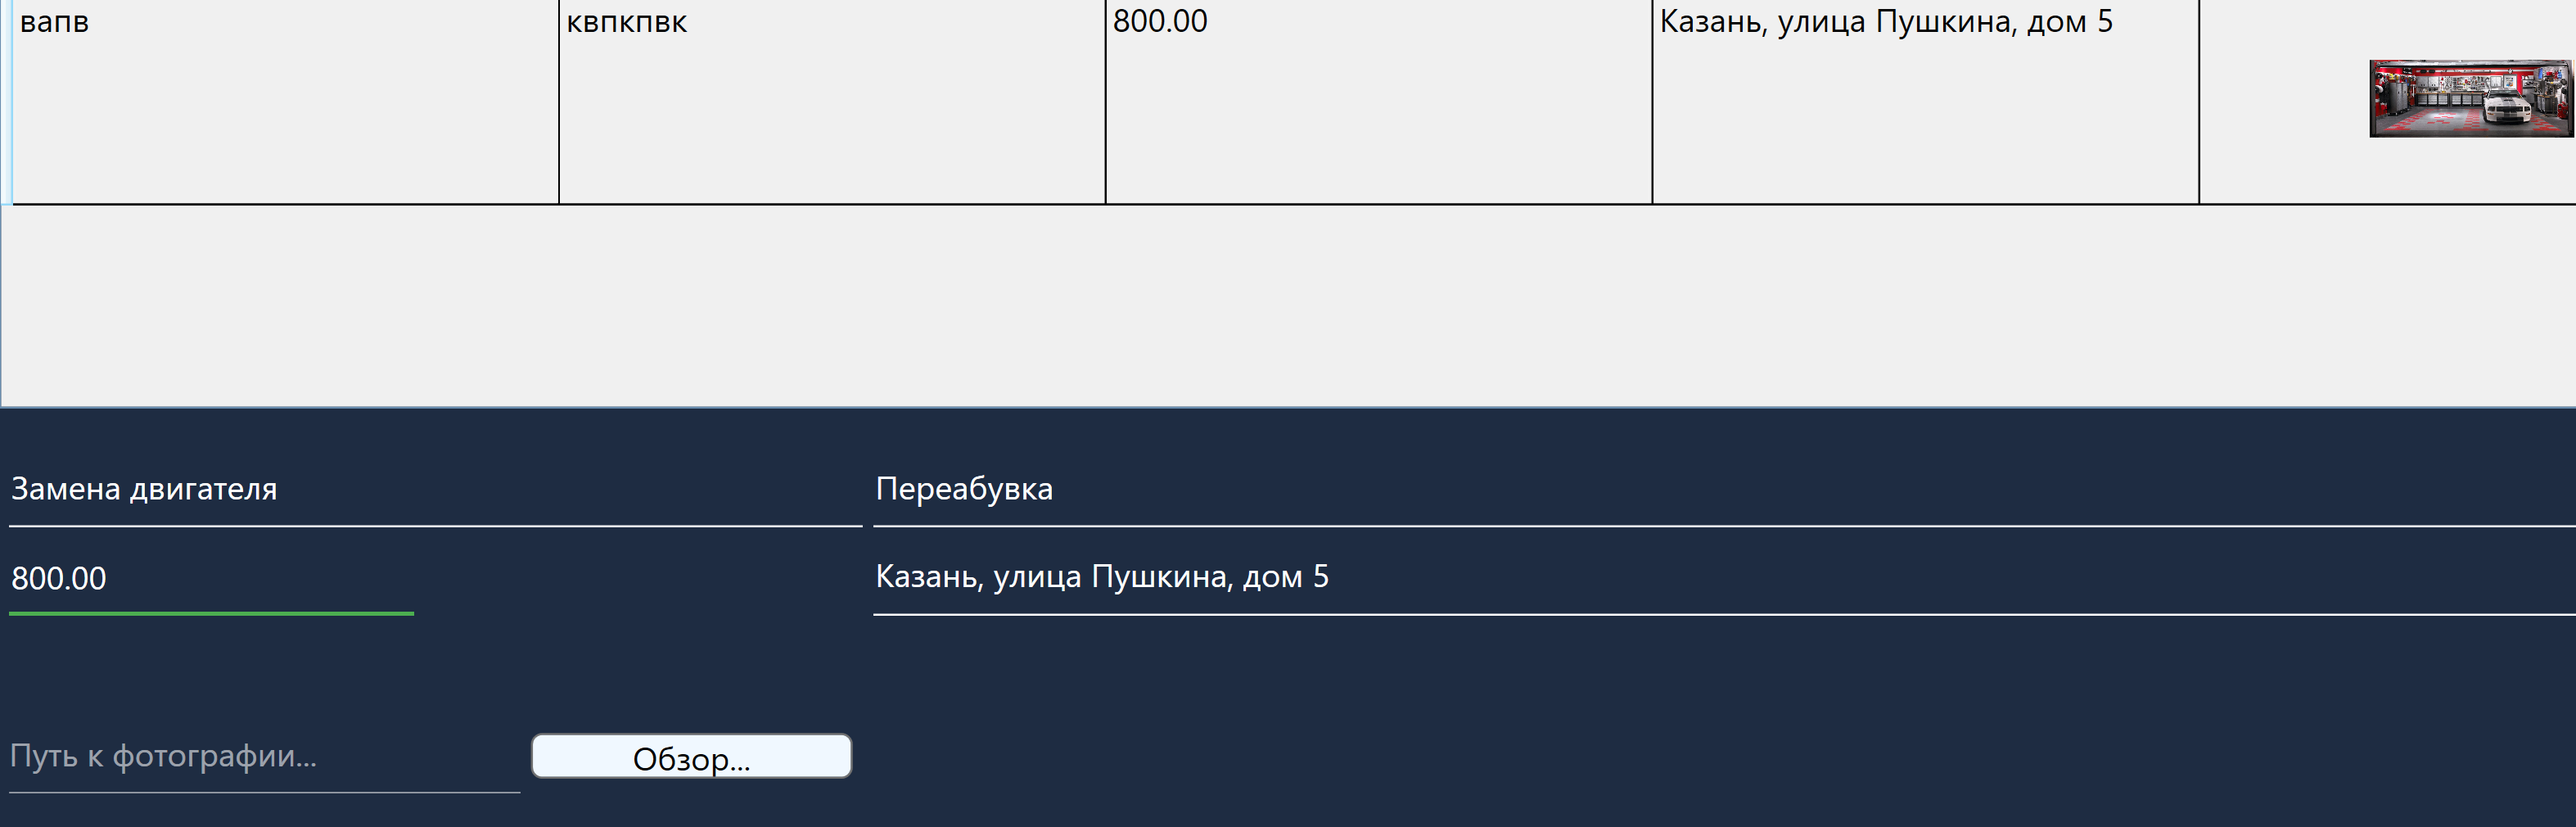 вапв
квпкпвк
800.00
Казань, улица Пушкина, дом 5
Замена двигателя
Переабувка
800.00
Казань, улица Пушкина, дом 5
Путь к фотографии...
Обзор...